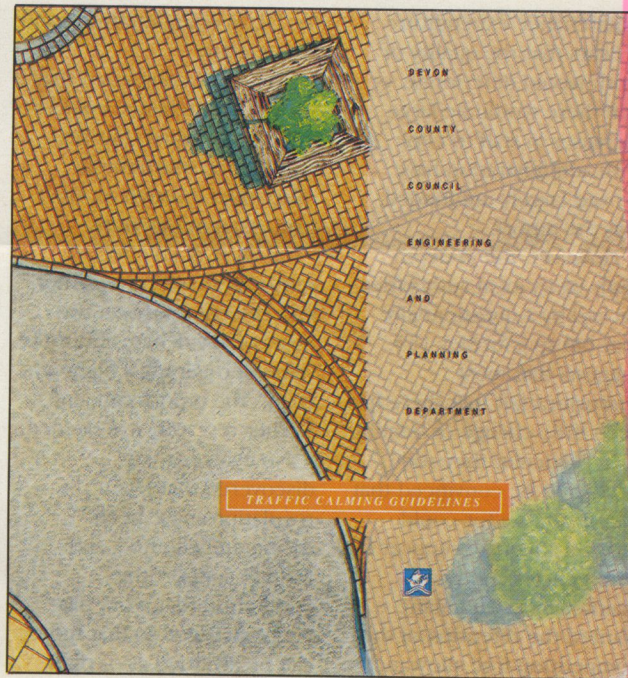 DEVON
COUNTY
COUNCIL
ENGINEERING
AND
PLANNING
DEPARTMENT
TRAFFIC CALMING GUIDELINES